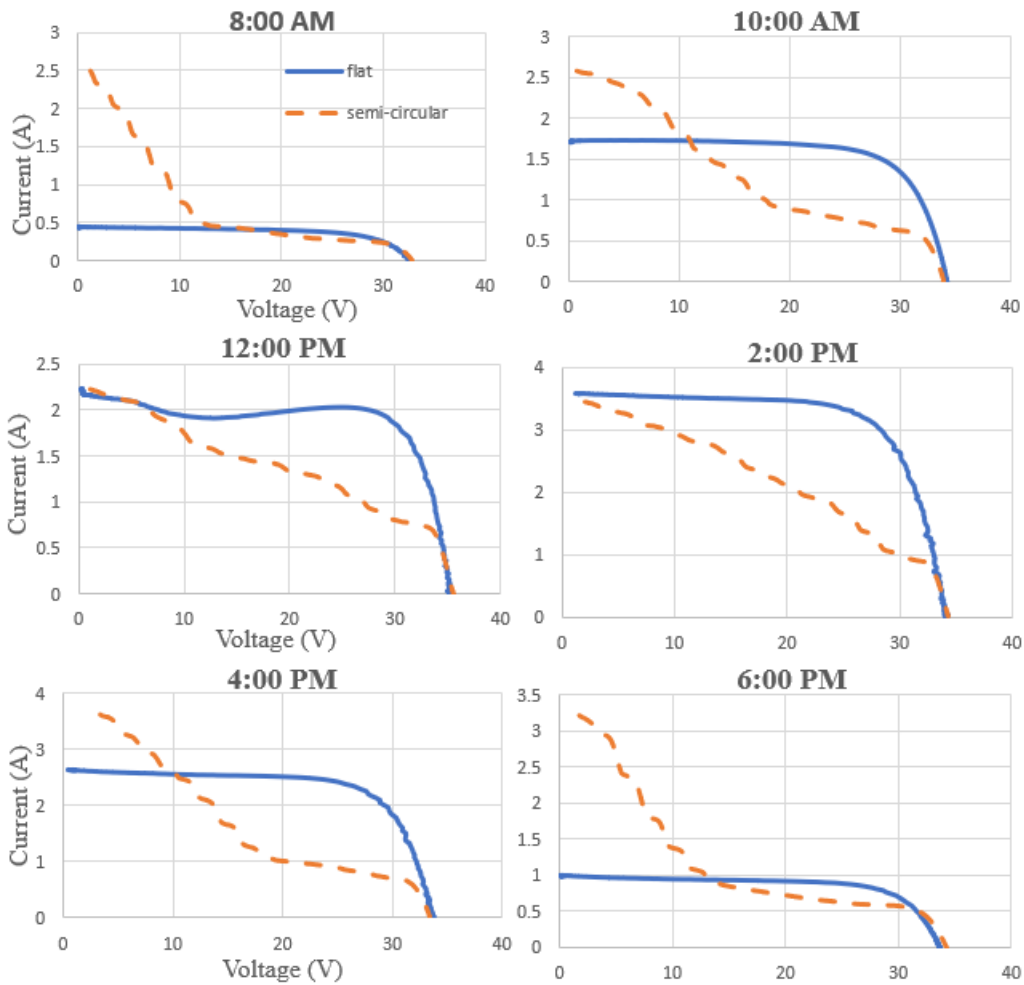 8:00 AM
3
2.5
2
1.5
1
0.5
0
0 10 20 30 40
Current (A)
Voltage (V)
flat
semi-circular
10:00 AM
3
2.5
2
1.5
1
0.5
0
0 10 20 30 40
12:00 PM
2.5
2
1.5
1
0.5
0
0 10 20 30 40
Current (A)
Voltage (V)
2:00 PM
4
3
2
1
0
0 10 20 30 40
4:00 PM
4
3
2
1
0
0 10 20 30 40
Current (A)
Voltage (V)
6:00 PM
3.5
3
2.5
2
1.5
1
0.5
0
0 10 20 30 40